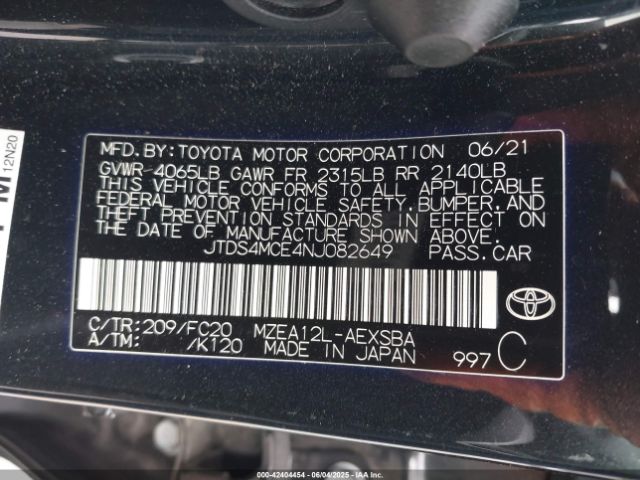 MFD. BY: TOYOTA MOTOR CORPORATION 06/21
GVWR 4065LB GAWR FR 2315LB RR 2140LB
THIS VEHICLE CONFORMS TO ALL APPLICABLE
FEDERAL MOTOR VEHICLE SAFETY, BUMPER, AND
THEFT PREVENTION STANDARDS IN EFFECT ON
THE DATE OF MANUFACTURE SHOWN ABOVE.
JTDS4MCE4NJ082649 PASS. CAR
C/TR: 209/FC20 MZEA12L-AEXSBA
A/TM: /K120 MADE IN JAPAN 997 C
12N20
000-42404454 | 06/04/2025 | IAA Inc.